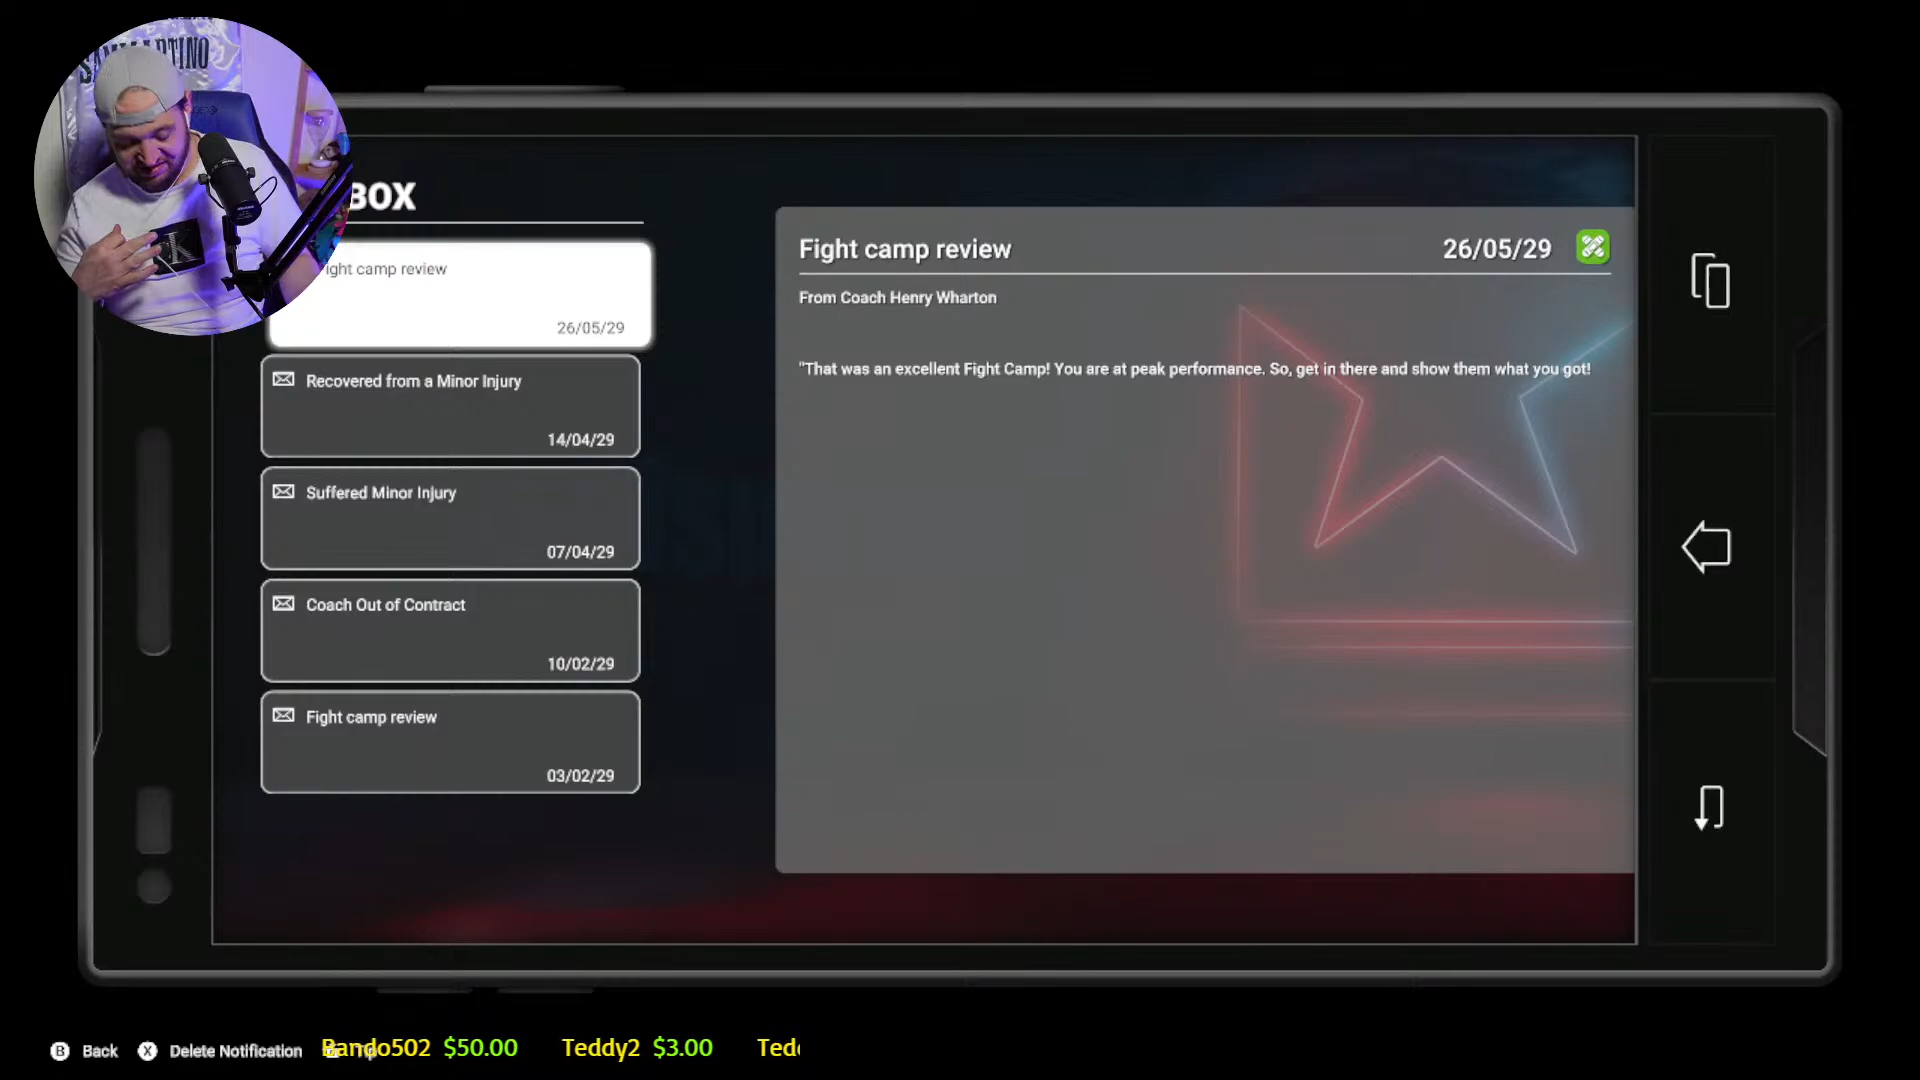 SAMMARTINO
BOX
ight camp review
26/05/29
Recovered from a Minor Injury
14/04/29
Suffered Minor Injury
07/04/29
Coach Out of Contract
10/02/29
Fight camp review
03/02/29
Fight camp review
26/05/29
From Coach Henry Wharton
"That was an excellent Fight Camp! You are at peak performance. So, get in there and show them what you got!
B Back X Delete Notification
Bando502 $50.00 Teddy2 $3.00 Ted